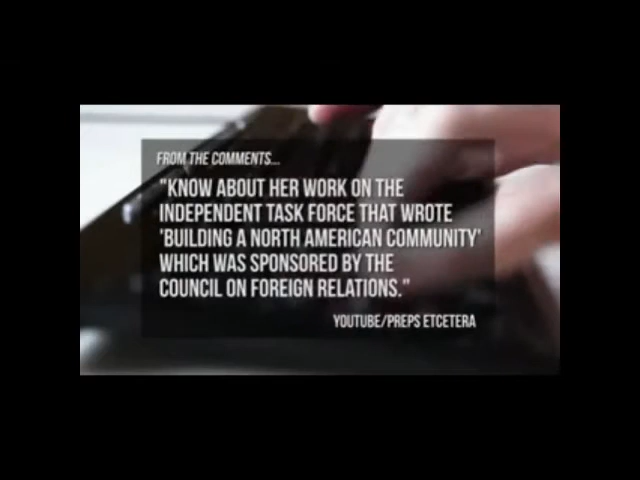 FROM THE COMMENTS...
"KNOW ABOUT HER WORK ON THE
INDEPENDENT TASK FORCE THAT WROTE
'BUILDING A NORTH AMERICAN COMMUNITY'
WHICH WAS SPONSORED BY THE
COUNCIL ON FOREIGN RELATIONS."
YOUTUBE/PREPS ETCETERA